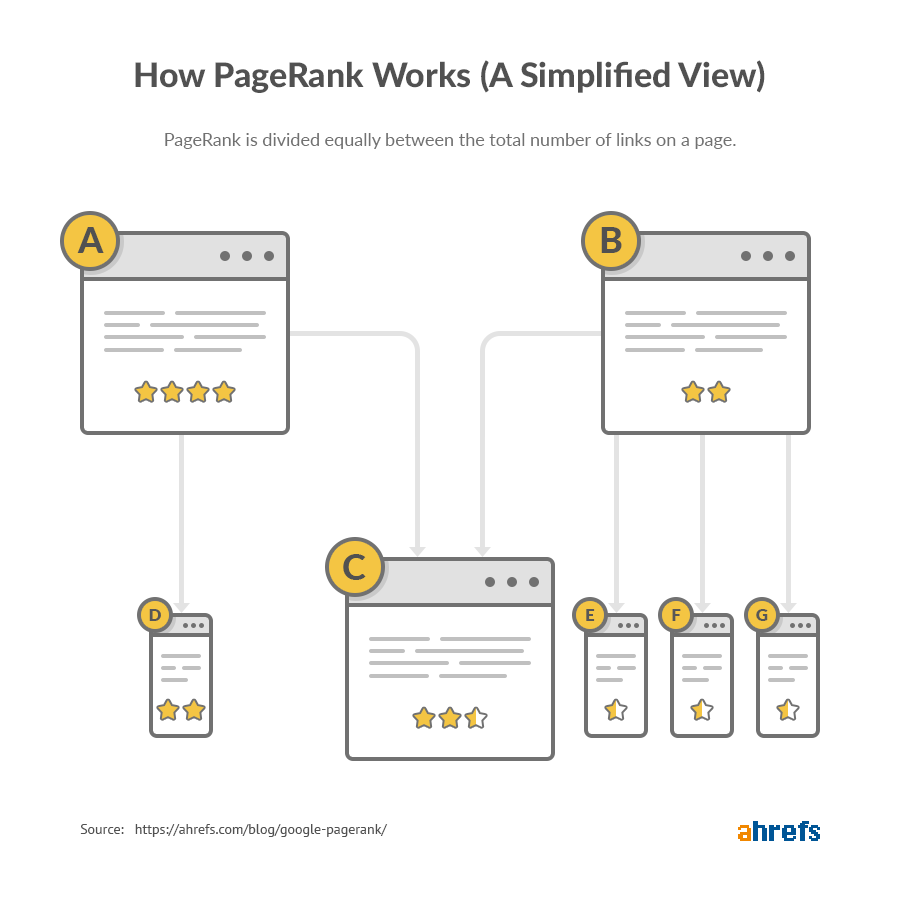 How PageRank Works (A Simplified View)
PageRank is divided equally between the total number of links on a page.
A
B
C
D
E
F
G
Source: https://ahrefs.com/blog/google-pagerank/
ahrefs